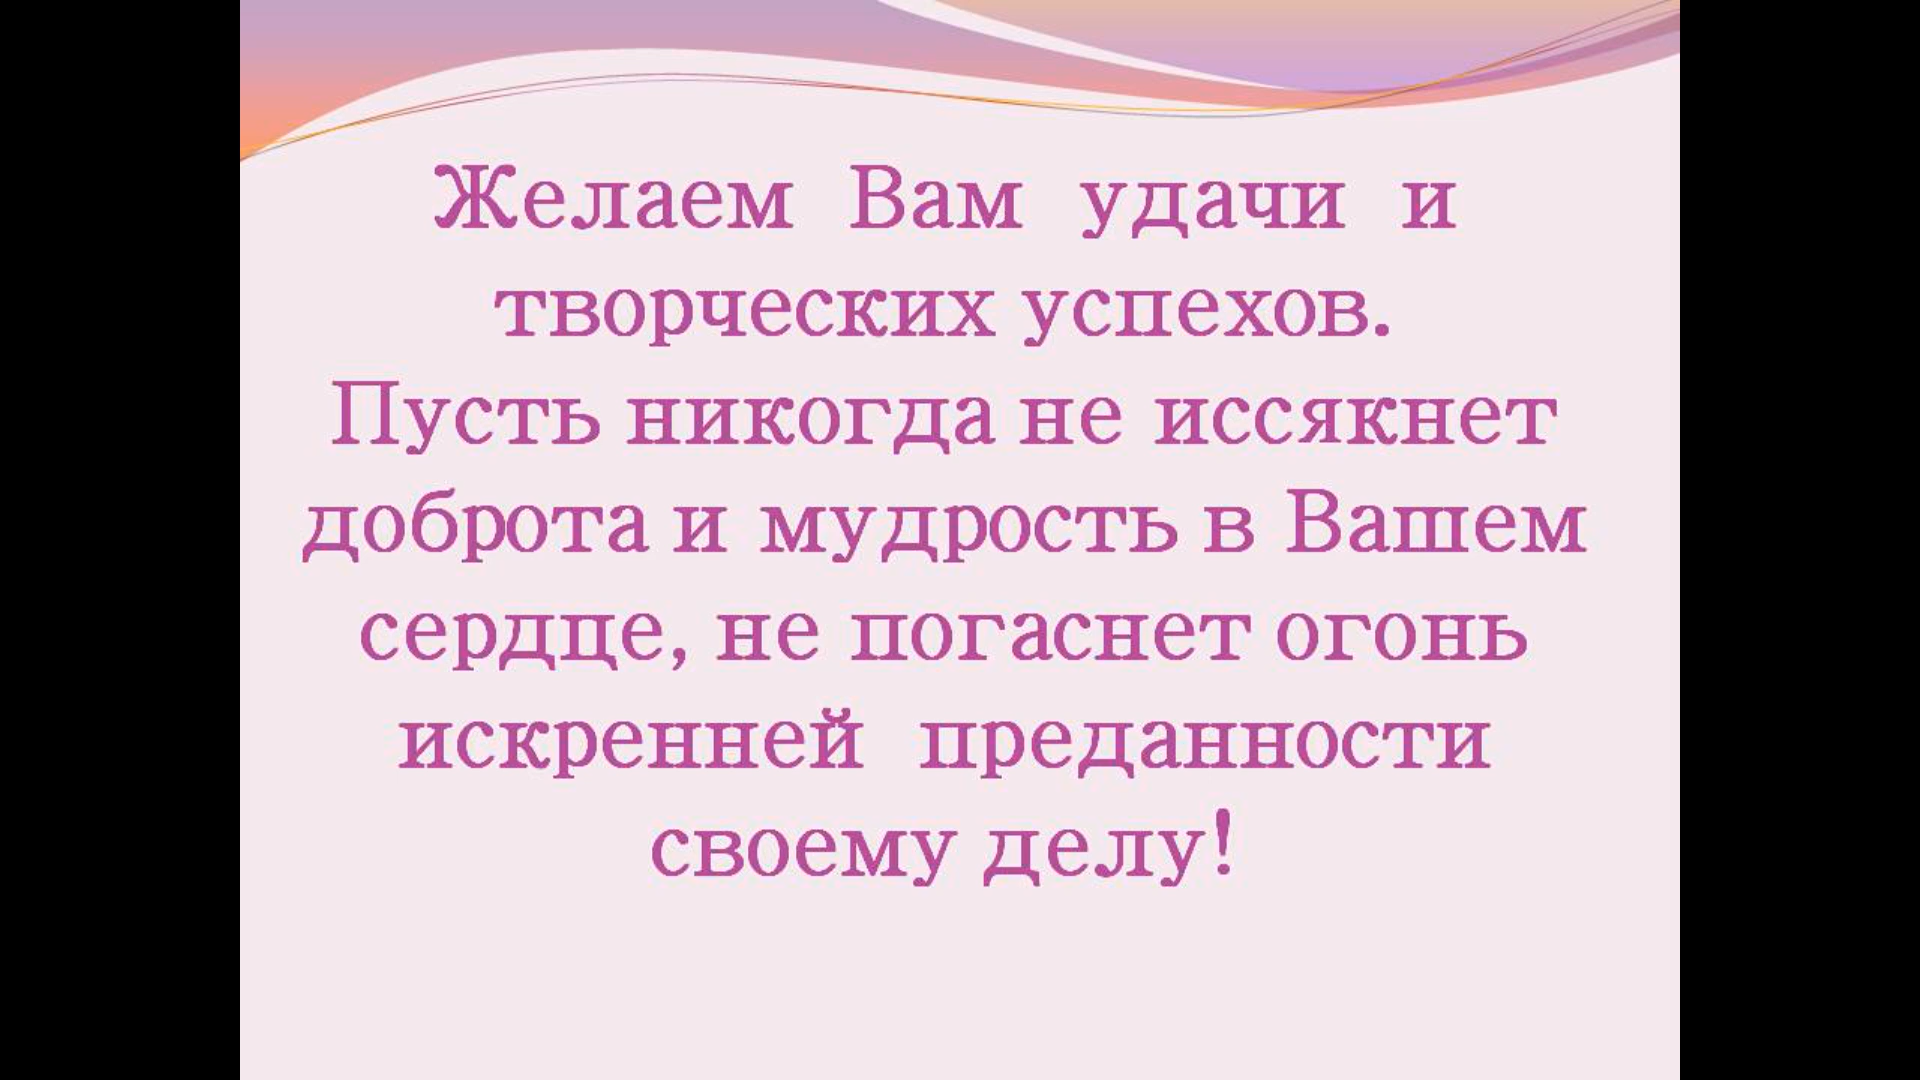 Желаем Вам удачи и
творческих успехов.
Пусть никогда не иссякнет
доброта и мудрость в Вашем
сердце, не погаснет огонь
искренней преданности
своему делу!